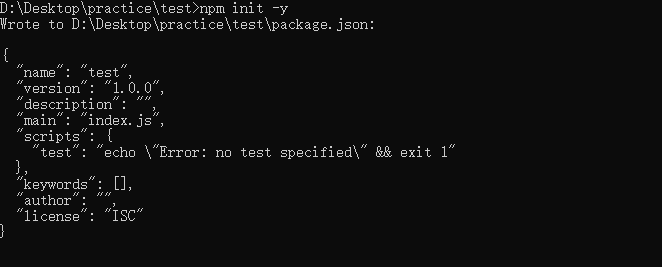 D:\Desktop\practice\test>npm init -y
Wrote to D:\Desktop\practice\test\package.json:
{
  "name": "test",
  "version": "1.0.0",
  "description": "",
  "main": "index.js",
  "scripts": {
    "test": "echo \"Error: no test specified\" && exit 1"
  },
  "keywords": [],
  "author": "",
  "license": "ISC"
}